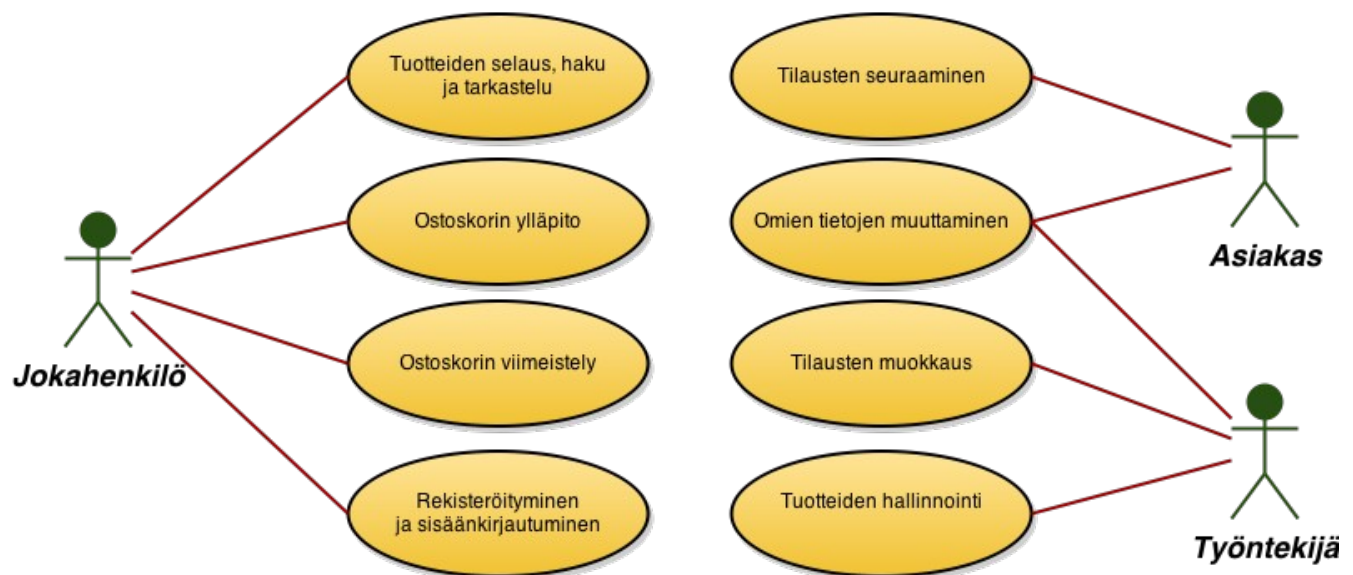 Tuotteiden selaus, haku
ja tarkastelu
Ostoskorin ylläpito
Ostoskorin viimeistely
Rekisteröityminen
ja sisäänkirjautuminen
Jokahenkilö
Tilausten seuraaminen
Omien tietojen muuttaminen
Tilausten muokkaus
Tuotteiden hallinnointi
Asiakas
Työntekijä